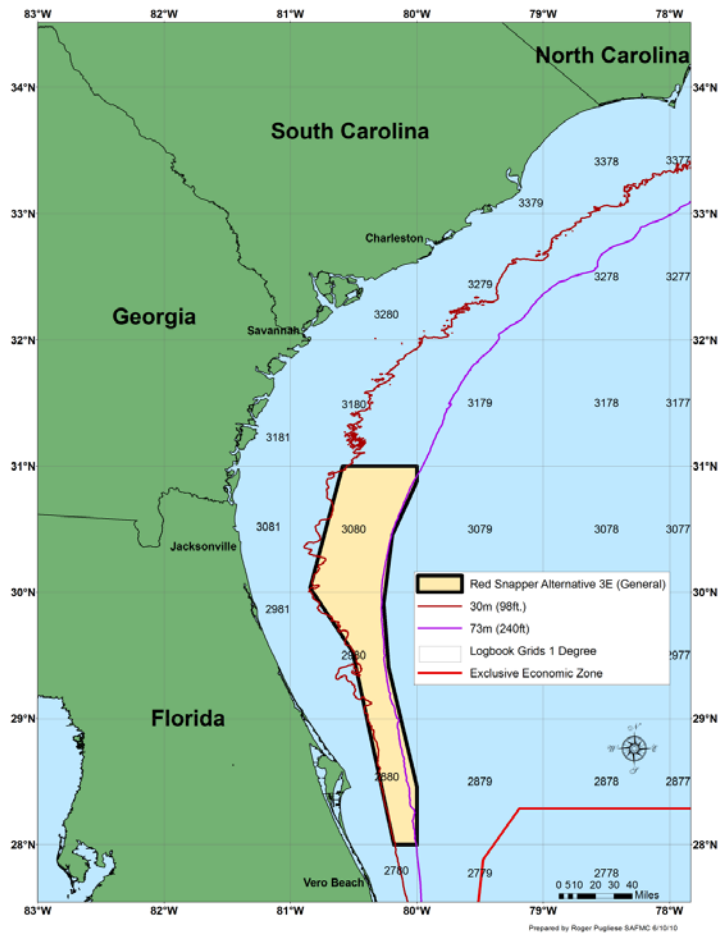 83°W 82°W 81°W 80°W 79°W 78°W
North Carolina
34°N 34°N
South Carolina
3378 3377
33°N 33°N
3379
Charleston
3279 3278 3277
3280
Georgia
Savannah
32°N 32°N
3180 3179 3178 3177
3181
31°N 31°N
3081 3080 3079 3078 3077
Jacksonville
30°N 30°N
Red Snapper Alternative 3E (General)
30m (98ft.)
73m (240ft)
Logbook Grids 1 Degree
Exclusive Economic Zone
2981
2980 2977
29°N 29°N
Florida
N
W E
S
2880 2879 2878 2877
28°N 28°N
2780 2779 2778
Vero Beach
0 5 10 20 30 40
Miles
83°W 82°W 81°W 80°W 79°W 78°W
Prepared by Roger Pugliese SAFMC 6/10/10